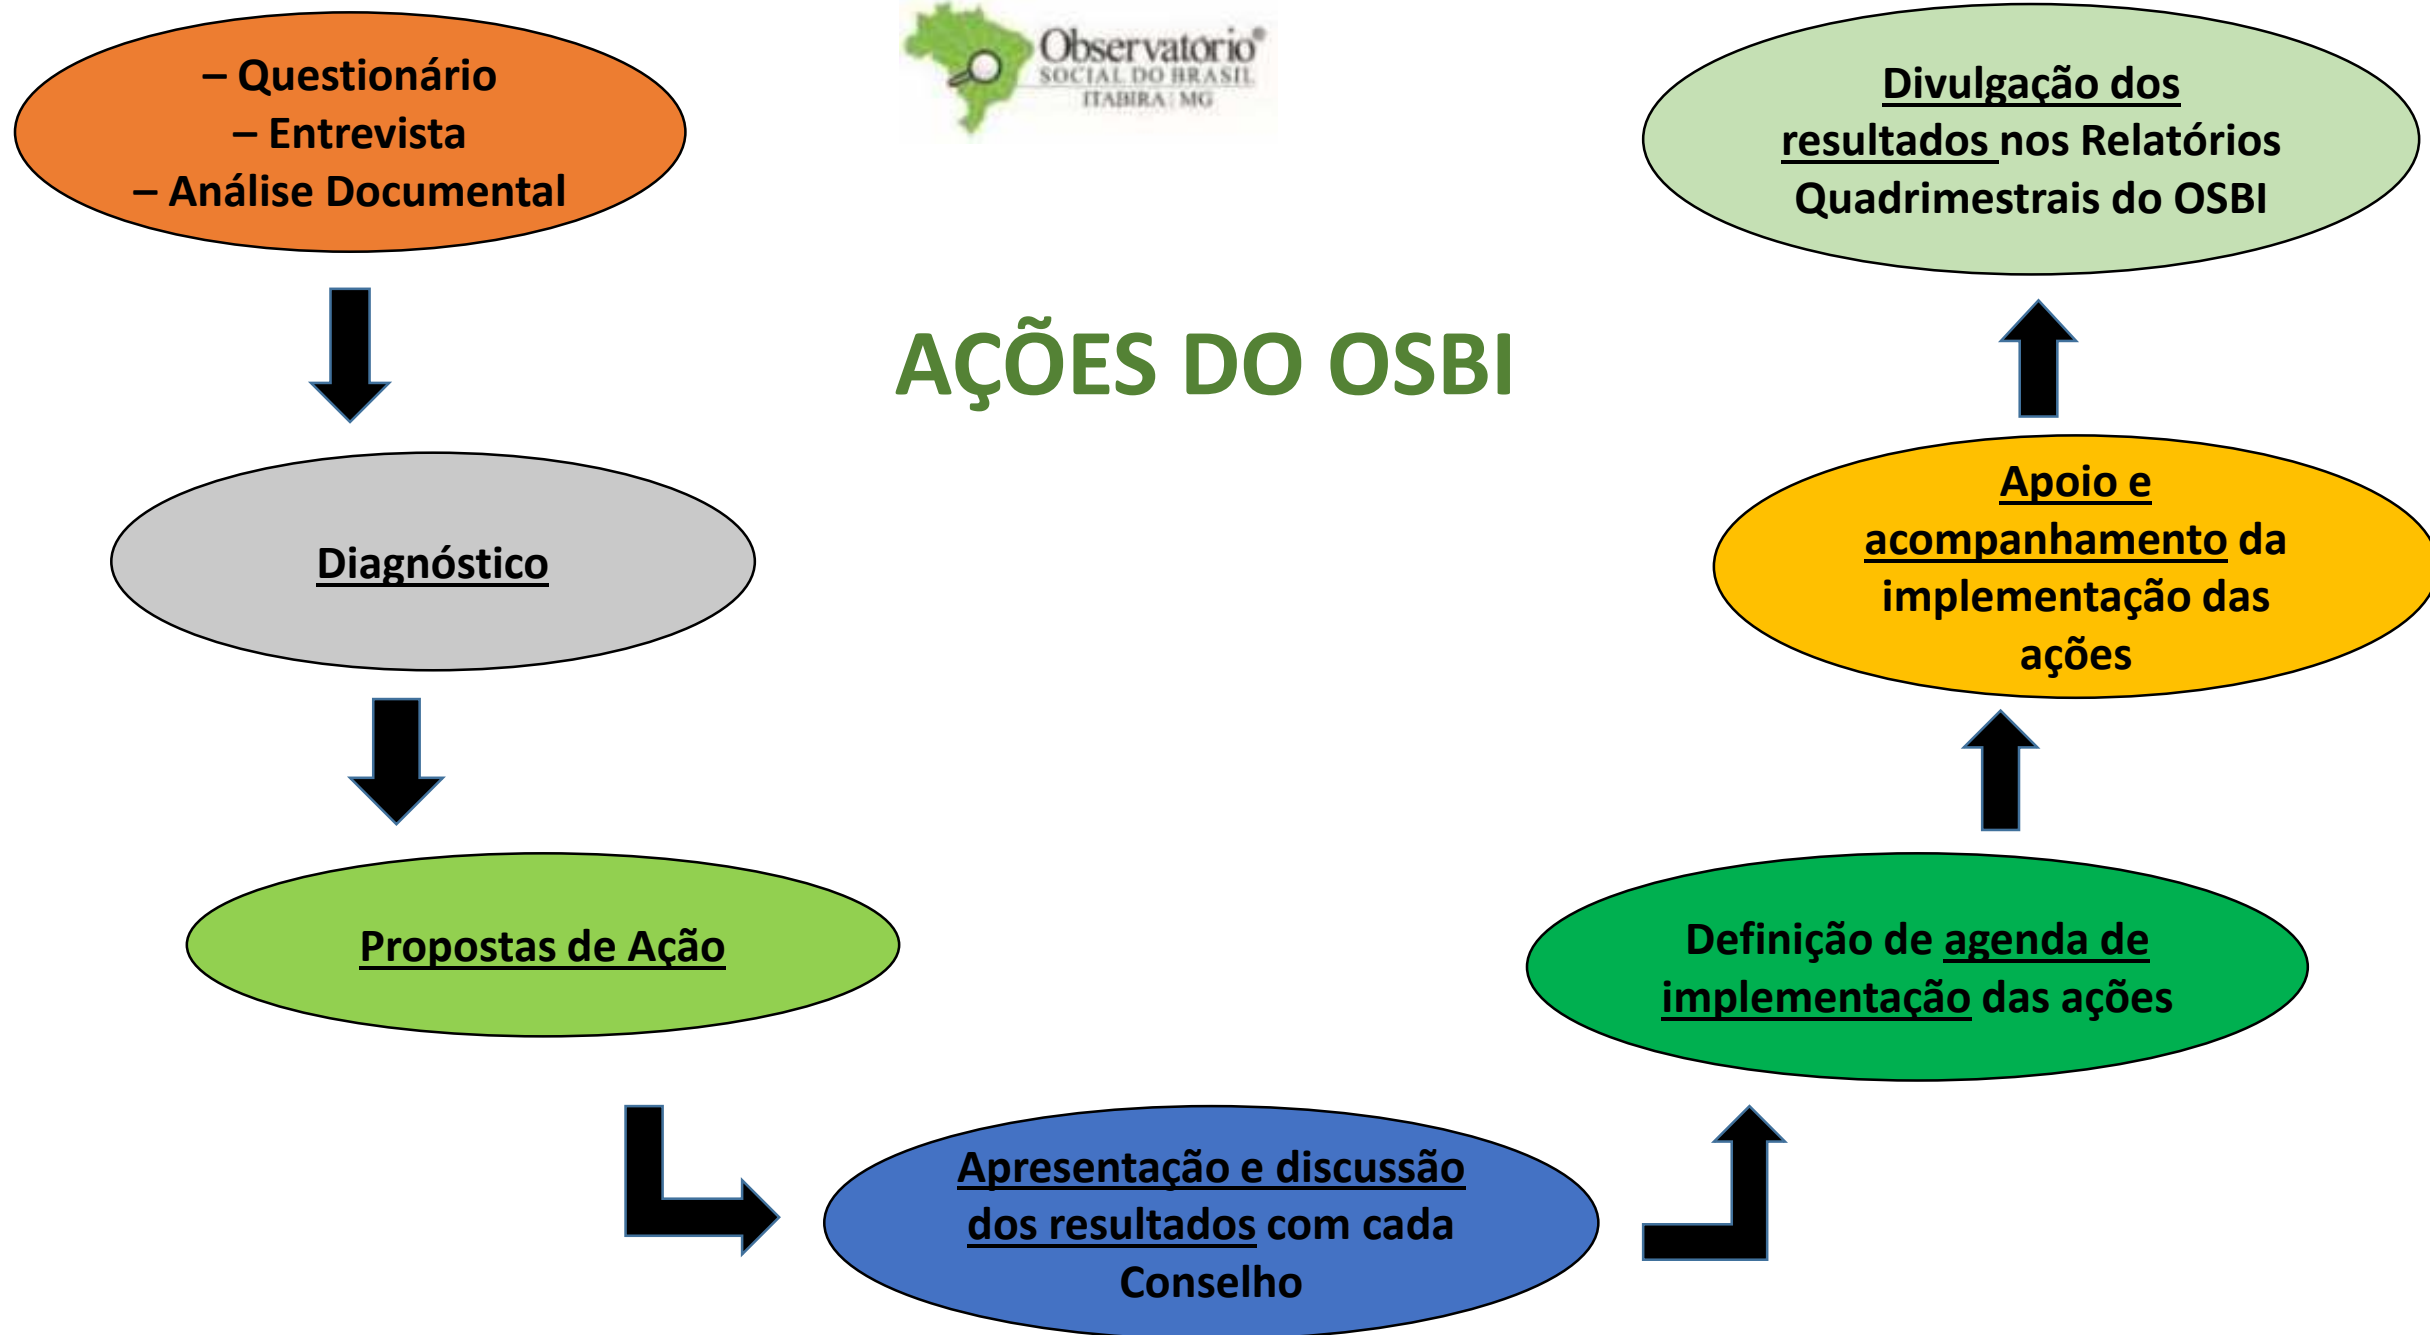 – Questionário
– Entrevista
– Análise Documental
Observatório®
SOCIAL DO BRASIL
ITABIRA | MG
Divulgação dos
resultados nos Relatórios
Quadrimestrais do OSBI
AÇÕES DO OSBI
Diagnóstico
Apoio e
acompanhamento da
implementação das
ações
Propostas de Ação
Definição de agenda de
implementação das ações
Apresentação e discussão
dos resultados com cada
Conselho